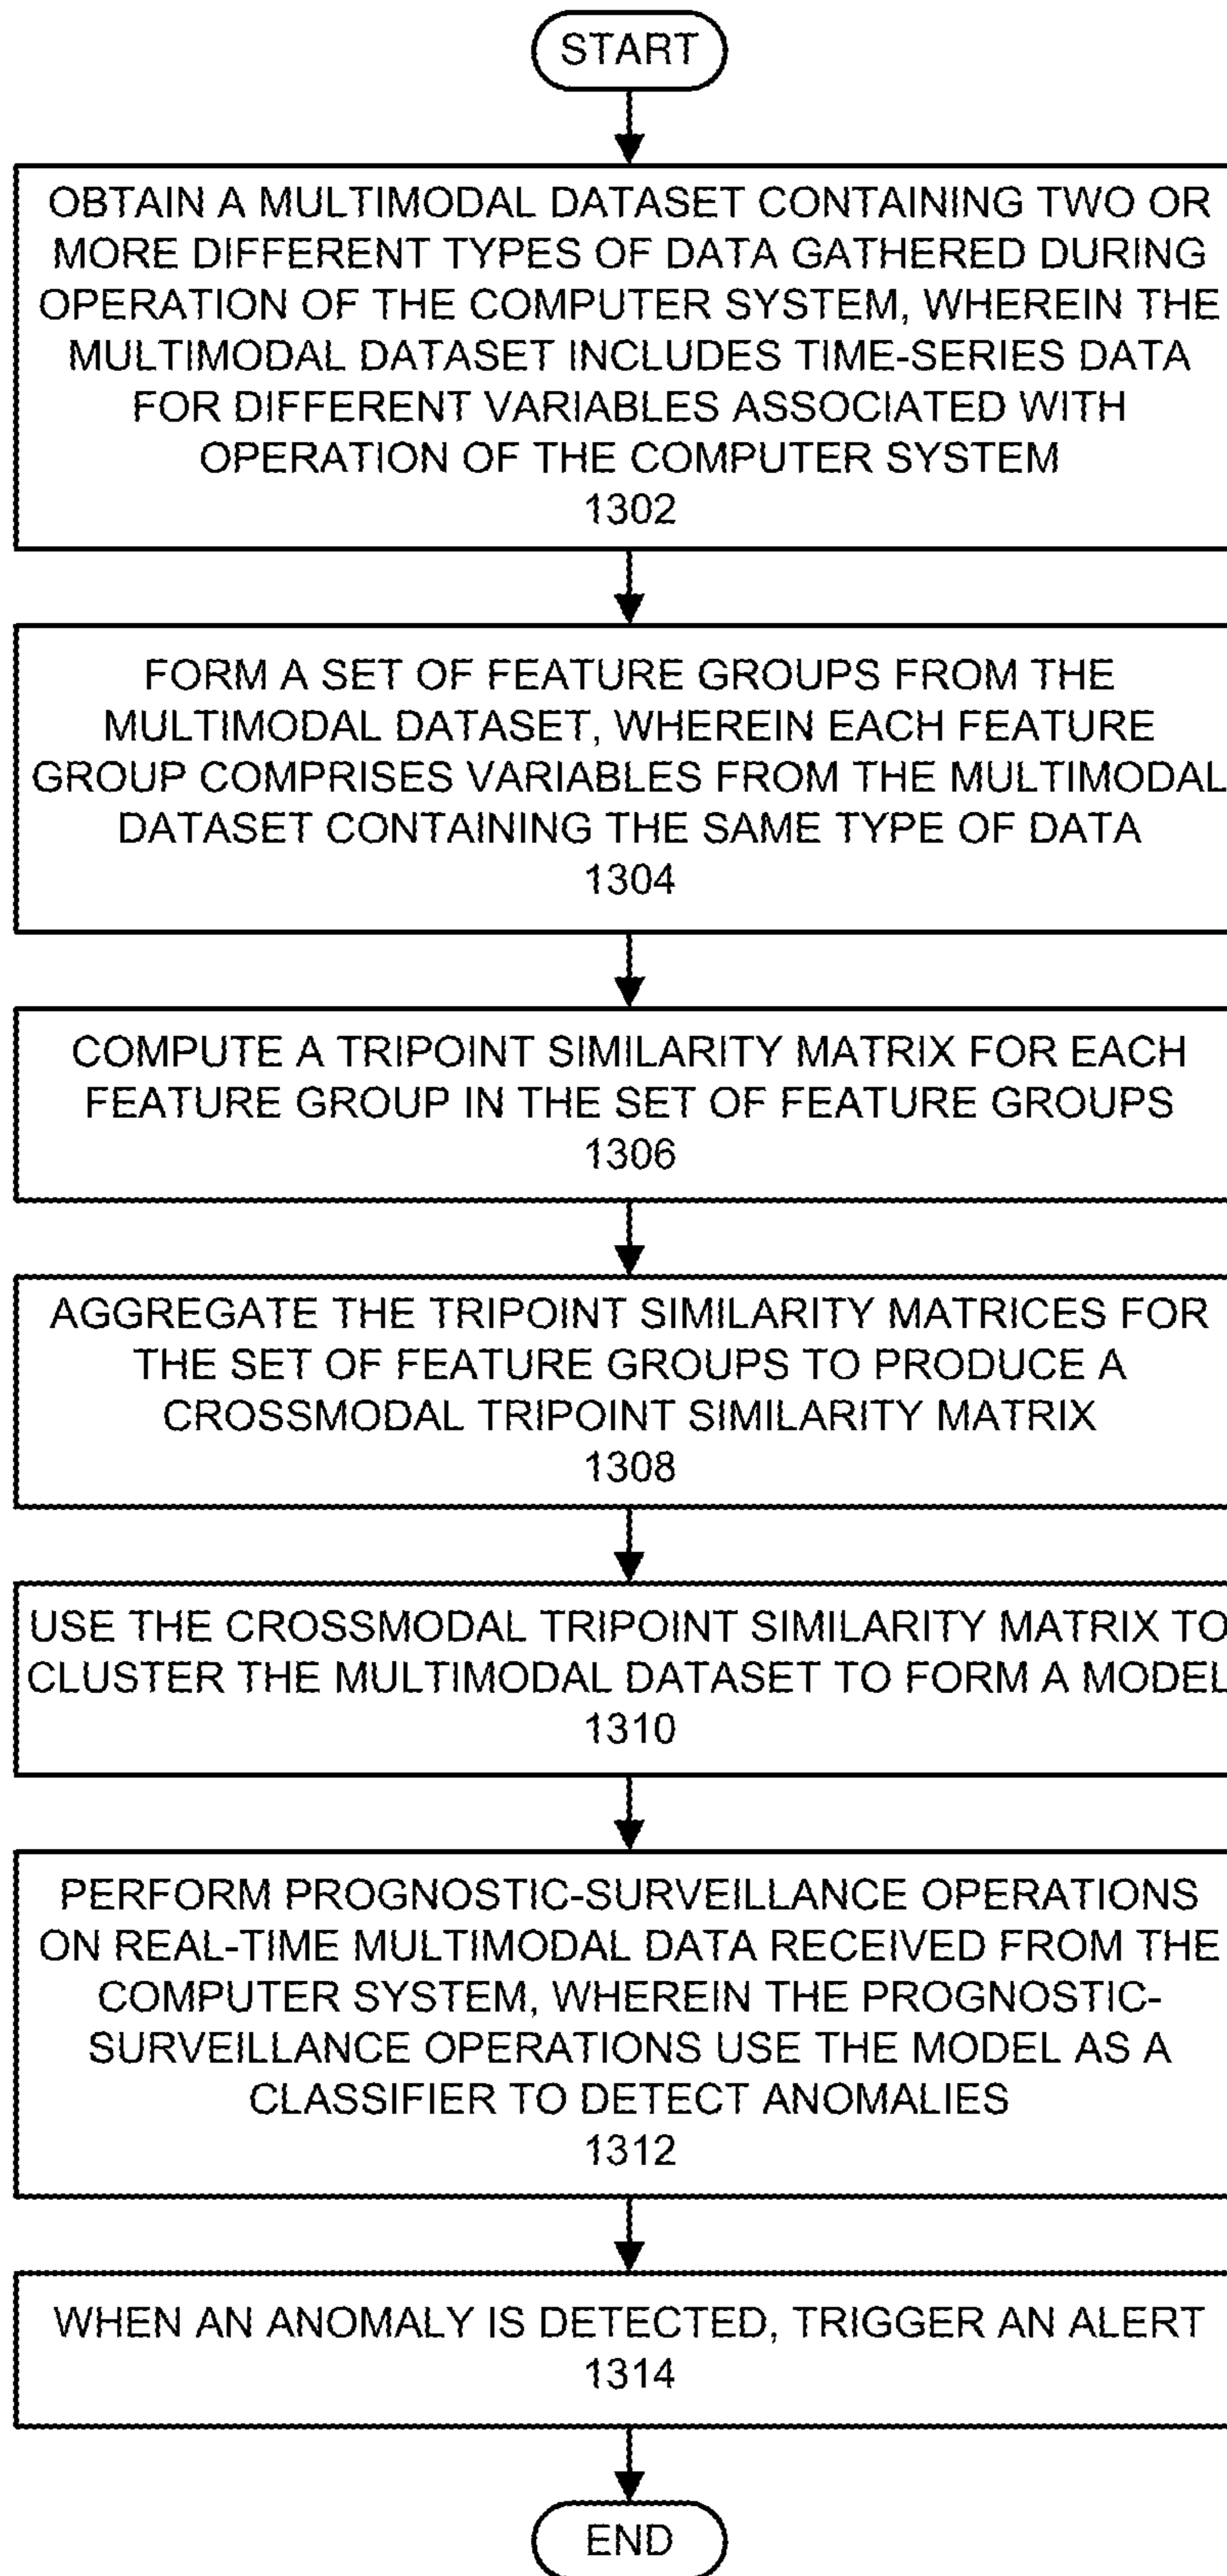 START
OBTAIN A MULTIMODAL DATASET CONTAINING TWO OR
MORE DIFFERENT TYPES OF DATA GATHERED DURING
OPERATION OF THE COMPUTER SYSTEM, WHEREIN THE
MULTIMODAL DATASET INCLUDES TIME-SERIES DATA
FOR DIFFERENT VARIABLES ASSOCIATED WITH
OPERATION OF THE COMPUTER SYSTEM
1302
FORM A SET OF FEATURE GROUPS FROM THE
MULTIMODAL DATASET, WHEREIN EACH FEATURE
GROUP COMPRISES VARIABLES FROM THE MULTIMODAL
DATASET CONTAINING THE SAME TYPE OF DATA
1304
COMPUTE A TRIPOINT SIMILARITY MATRIX FOR EACH
FEATURE GROUP IN THE SET OF FEATURE GROUPS
1306
AGGREGATE THE TRIPOINT SIMILARITY MATRICES FOR
THE SET OF FEATURE GROUPS TO PRODUCE A
CROSSMODAL TRIPOINT SIMILARITY MATRIX
1308
USE THE CROSSMODAL TRIPOINT SIMILARITY MATRIX TO
CLUSTER THE MULTIMODAL DATASET TO FORM A MODEL
1310
PERFORM PROGNOSTIC-SURVEILLANCE OPERATIONS
ON REAL-TIME MULTIMODAL DATA RECEIVED FROM THE
COMPUTER SYSTEM, WHEREIN THE PROGNOSTIC-
SURVEILLANCE OPERATIONS USE THE MODEL AS A
CLASSIFIER TO DETECT ANOMALIES
1312
WHEN AN ANOMALY IS DETECTED, TRIGGER AN ALERT
1314
END